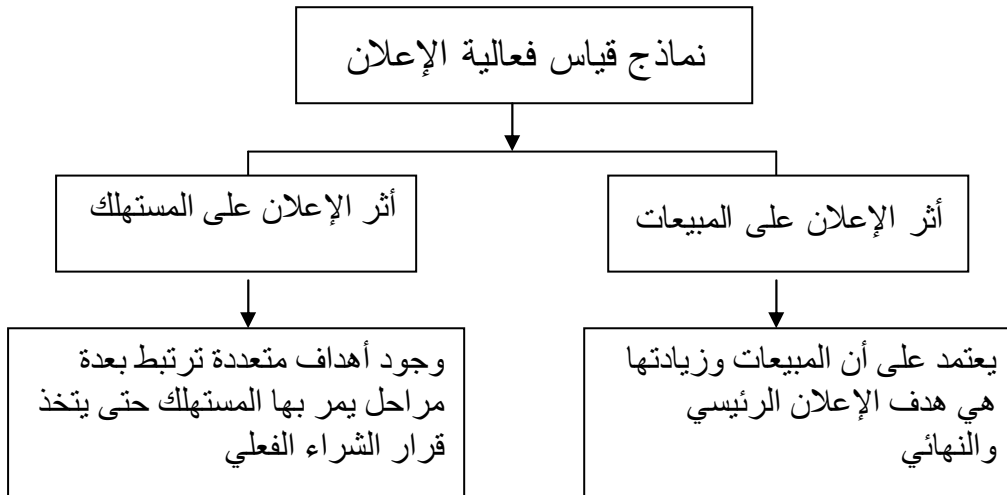 نماذج قياس فعالية الإعلان
أثر الإعلان على المبيعات
أثر الإعلان على المستهلك
يعتمد على أن المبيعات وزيادتها
هي هدف الإعلان الرئيسي
والنهائي
وجود أهداف متعددة ترتبط بعدة
مراحل يمر بها المستهلك حتى يتخذ
قرار الشراء الفعلي